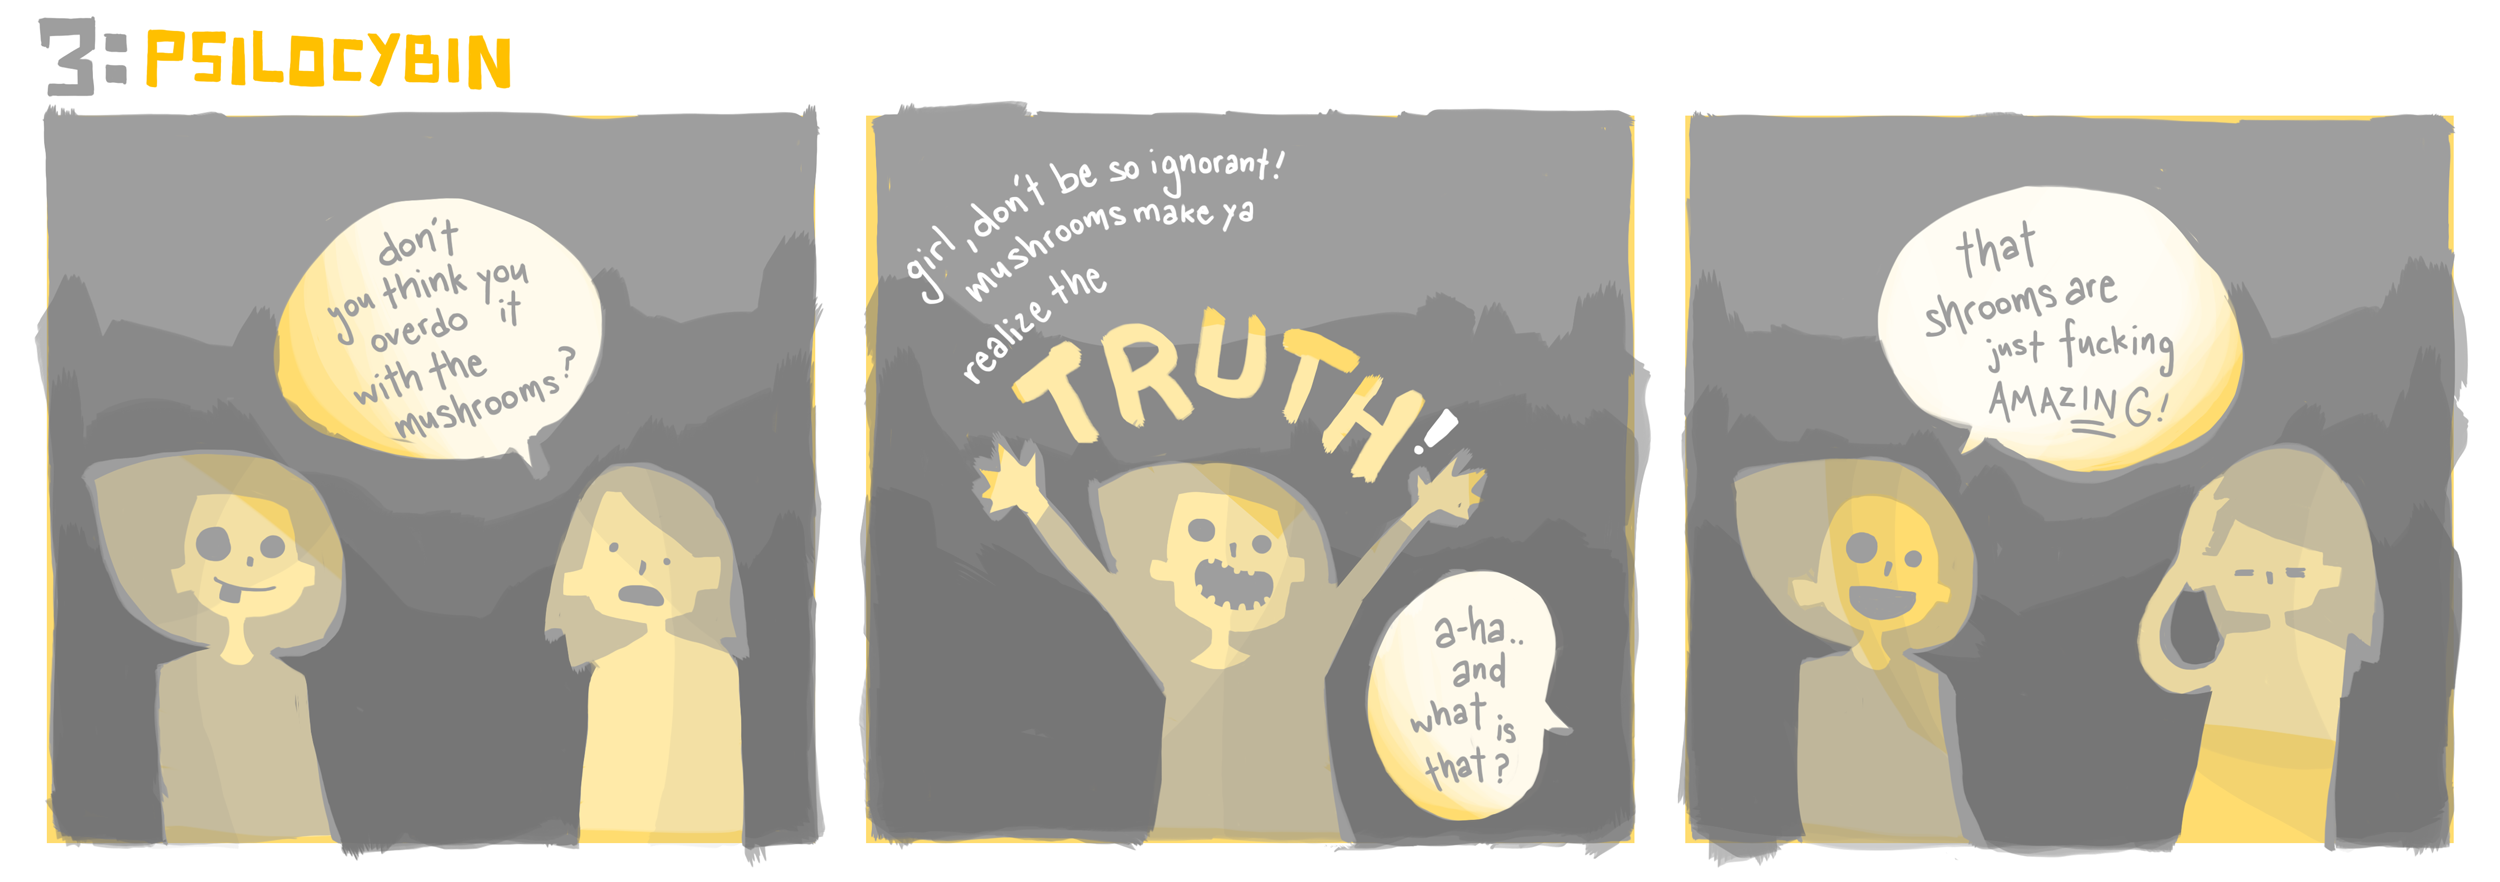 3: PSILOCYBIN
don't
you think you
overdo it
with the
mushrooms?
girl, don't be so ignorant!
mushrooms make ya
realize the
TRUTH!
a-ha..
and
what is
that?
that
shrooms are
just fucking
AMAZING!